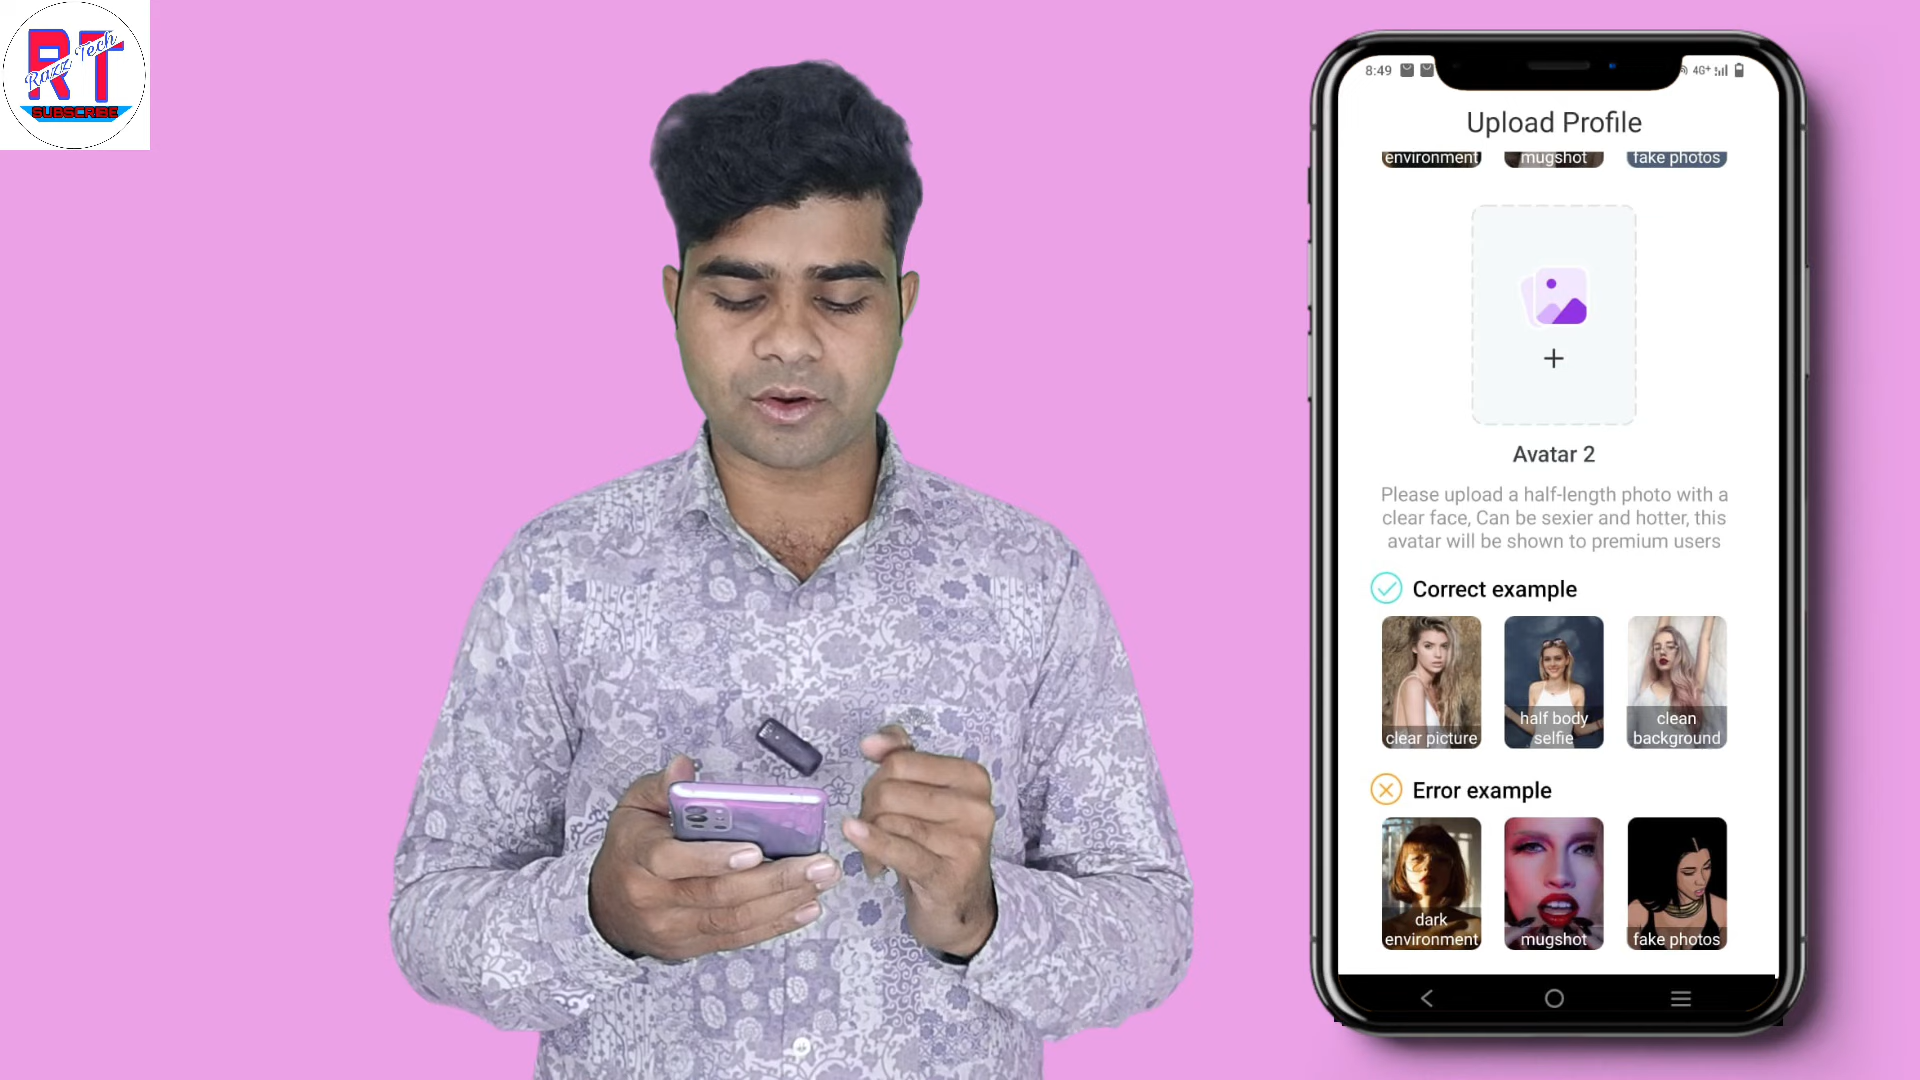 RT
Razz Tech
SUBSCRIBE
8:49
4G+
Upload Profile
environment
mugshot
fake photos
Avatar 2
Please upload a half-length photo with a
clear face, Can be sexier and hotter, this
avatar will be shown to premium users
Correct example
clear picture
half body
selfie
clean
background
Error example
dark
environment
mugshot
fake photos